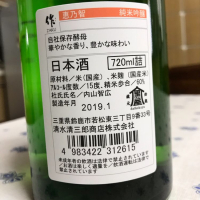 作
恵乃智
純米吟醸
自社保存酵母
華やかな香り、豊かな味わい
日本酒
720ml詰
原材料/米(国産)、米麹(国産米)
アルコール度数/15度、精米歩合/60%
杜氏氏名/内山智広
製造年月 2019.1
三重県鈴鹿市若松東三丁目9番33号
清水清三郎商店株式会社
4 983422 312615